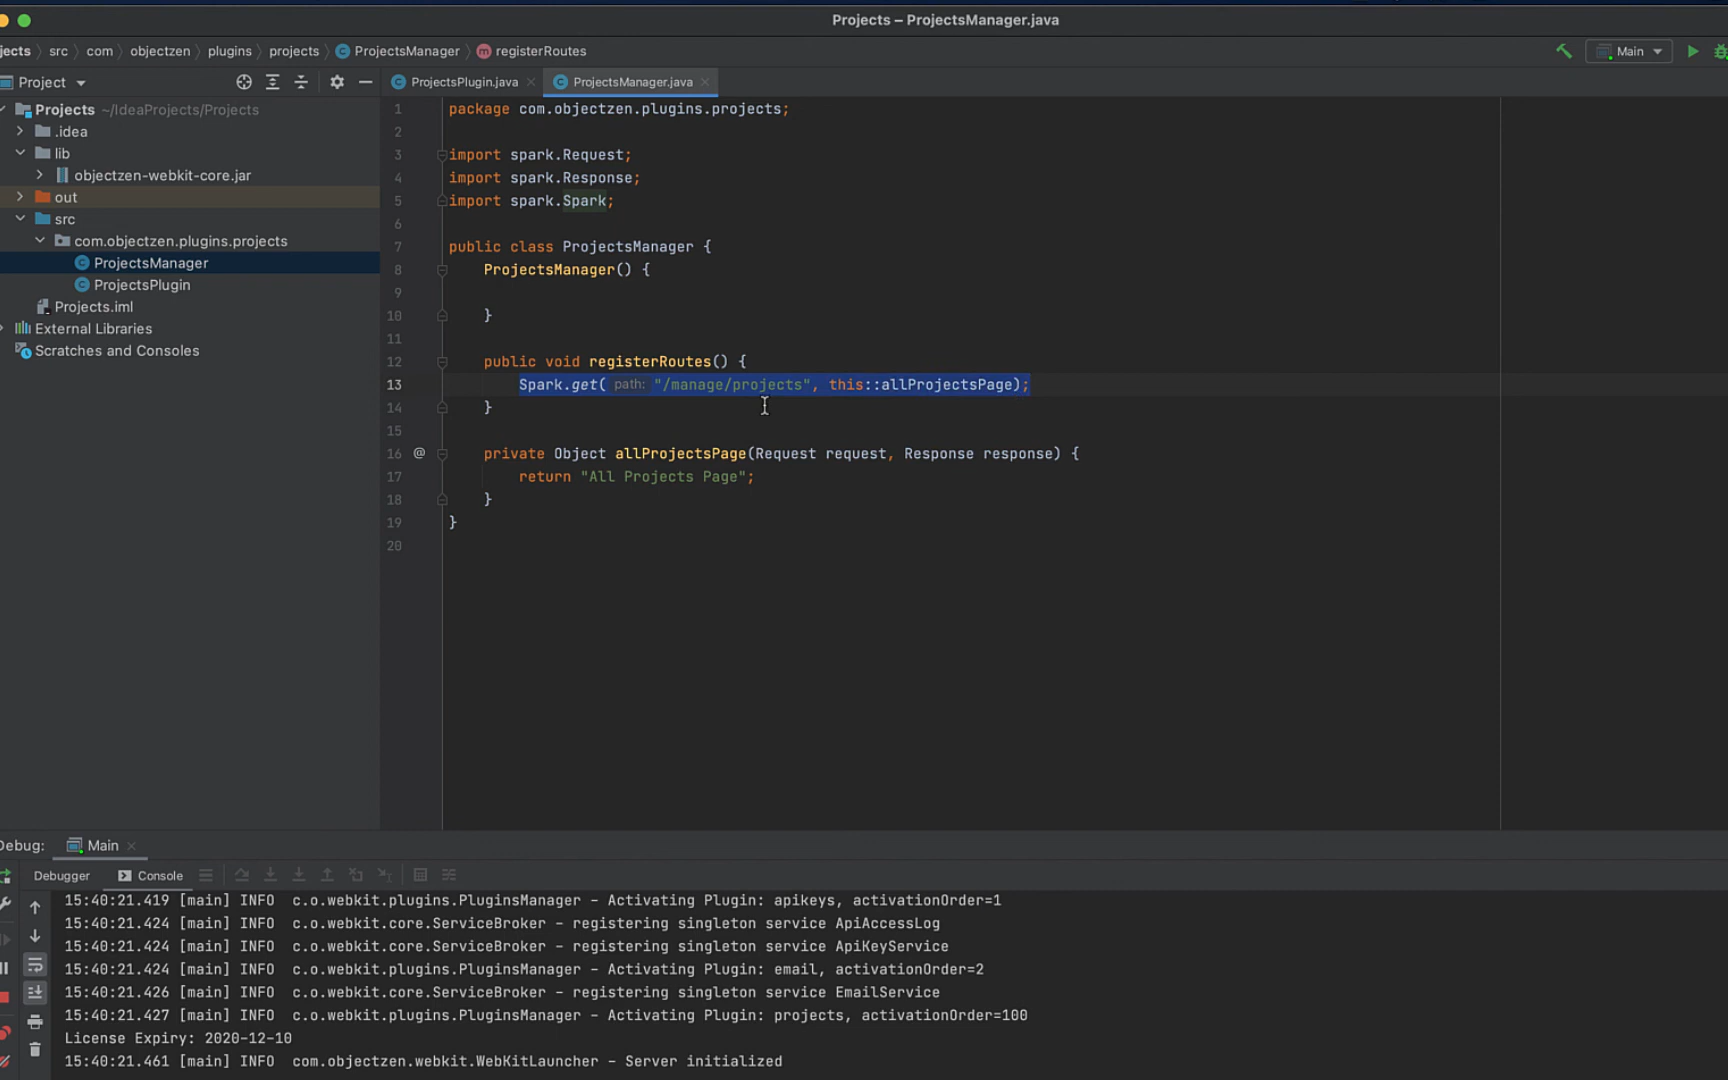 Projects – ProjectsManager.java
jects src com objectzen plugins projects ProjectsManager m registerRoutes
Main
Project
ProjectsPlugin.java
ProjectsManager.java
Projects ~/IdeaProjects/Projects
.idea
lib
objectzen-webkit-core.jar
out
src
com.objectzen.plugins.projects
C ProjectsManager
C ProjectsPlugin
Projects.iml
External Libraries
Scratches and Consoles
1 package com.objectzen.plugins.projects;
2
3 import spark.Request;
4 import spark.Response;
5 import spark.Spark;
6
7 public class ProjectsManager {
8 ProjectsManager() {
9
10 }
11
12 public void registerRoutes() {
13 Spark.get( path: "/manage/projects", this::allProjectsPage);
14 }
15
16 @ private Object allProjectsPage(Request request, Response response) {
17 return "All Projects Page";
18 }
19 }
20
Debug: Main
Debugger Console
15:40:21.419 [main] INFO c.o.webkit.plugins.PluginsManager – Activating Plugin: apikeys, activationOrder=1
15:40:21.424 [main] INFO c.o.webkit.core.ServiceBroker – registering singleton service ApiAccessLog
15:40:21.424 [main] INFO c.o.webkit.core.ServiceBroker – registering singleton service ApiKeyService
15:40:21.424 [main] INFO c.o.webkit.plugins.PluginsManager – Activating Plugin: email, activationOrder=2
15:40:21.426 [main] INFO c.o.webkit.core.ServiceBroker – registering singleton service EmailService
15:40:21.427 [main] INFO c.o.webkit.plugins.PluginsManager – Activating Plugin: projects, activationOrder=100
License Expiry: 2020-12-10
15:40:21.461 [main] INFO com.objectzen.webkit.WebKitLauncher – Server initialized